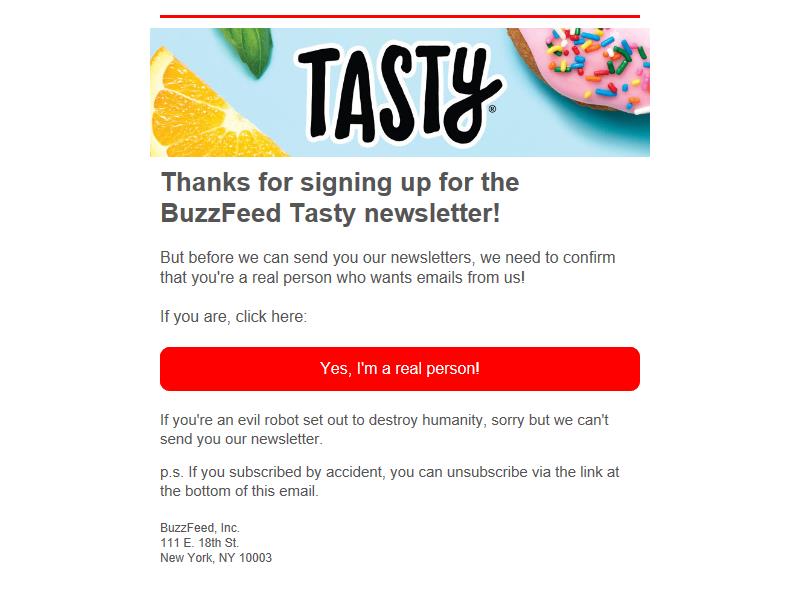 TASTY®
Thanks for signing up for the
BuzzFeed Tasty newsletter!
But before we can send you our newsletters, we need to confirm
that you're a real person who wants emails from us!
If you are, click here:
Yes, I'm a real person!
If you're an evil robot set out to destroy humanity, sorry but we can't
send you our newsletter.
p.s. If you subscribed by accident, you can unsubscribe via the link at
the bottom of this email.
BuzzFeed, Inc.
111 E. 18th St.
New York, NY 10003